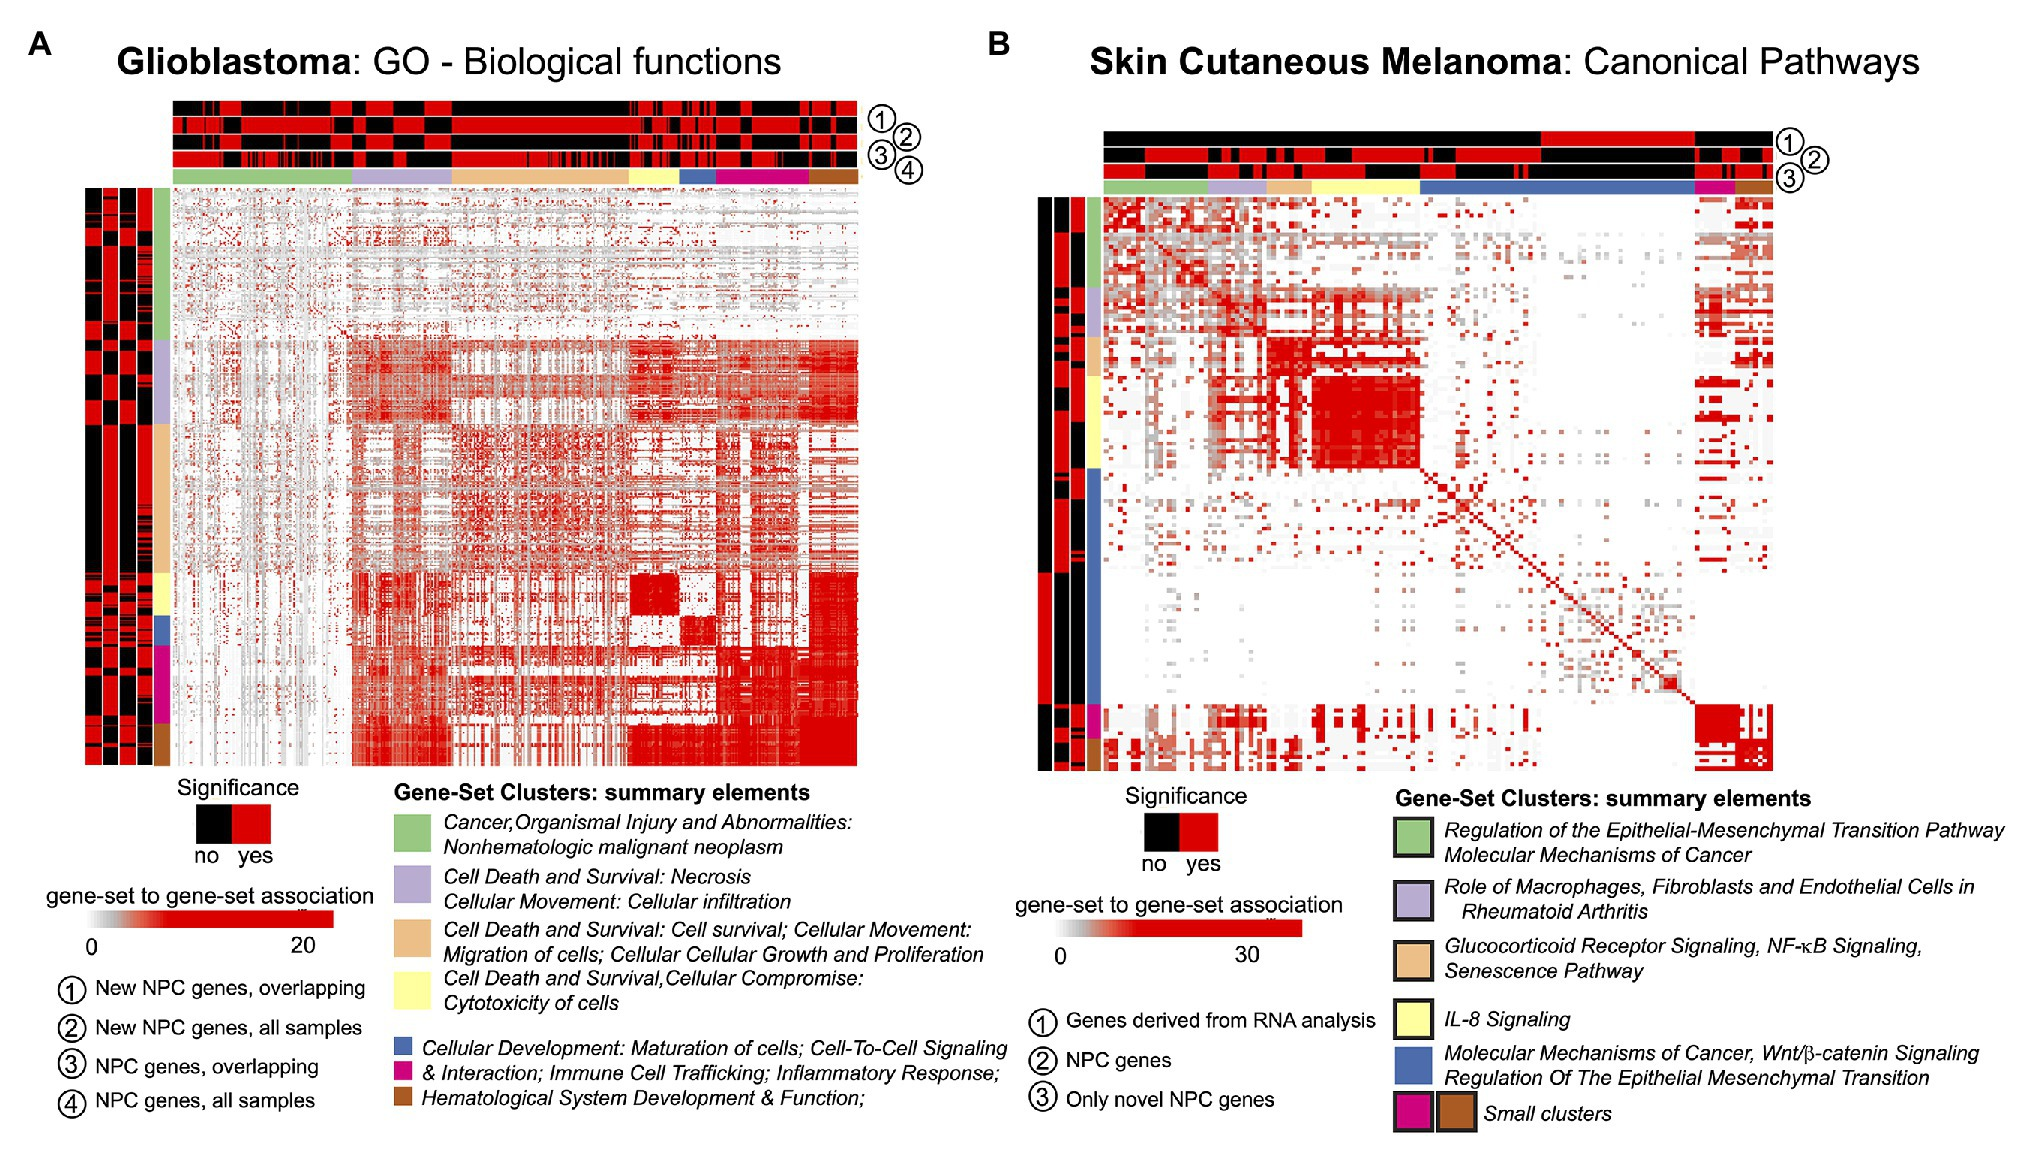 A
Glioblastoma: GO - Biological functions
1
2
3
4
Significance
no yes
gene-set to gene-set association
0 20
1 New NPC genes, overlapping
2 New NPC genes, all samples
3 NPC genes, overlapping
4 NPC genes, all samples
Gene-Set Clusters: summary elements
Cancer,Organismal Injury and Abnormalities:
Nonhematologic malignant neoplasm
Cell Death and Survival: Necrosis
Cellular Movement: Cellular infiltration
Cell Death and Survival: Cell survival; Cellular Movement:
Migration of cells; Cellular Cellular Growth and Proliferation
Cell Death and Survival,Cellular Compromise:
Cytotoxicity of cells
Cellular Development: Maturation of cells; Cell-To-Cell Signaling
& Interaction; Immune Cell Trafficking; Inflammatory Response;
Hematological System Development & Function;
B
Skin Cutaneous Melanoma: Canonical Pathways
1
2
3
Significance
no yes
gene-set to gene-set association
0 30
1 Genes derived from RNA analysis
2 NPC genes
3 Only novel NPC genes
Gene-Set Clusters: summary elements
Regulation of the Epithelial-Mesenchymal Transition Pathway
Molecular Mechanisms of Cancer
Role of Macrophages, Fibroblasts and Endothelial Cells in
Rheumatoid Arthritis
Glucocorticoid Receptor Signaling, NF-κB Signaling,
Senescence Pathway
IL-8 Signaling
Molecular Mechanisms of Cancer, Wnt/β-catenin Signaling
Regulation Of The Epithelial Mesenchymal Transition
Small clusters